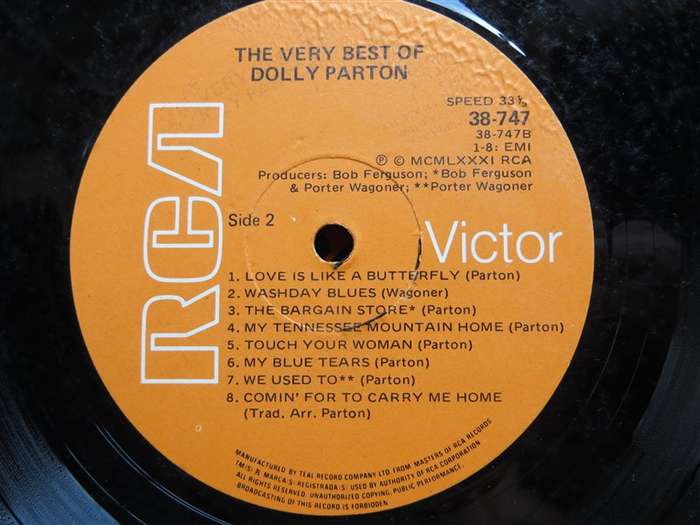 THE VERY BEST OF
DOLLY PARTON
SPEED 33⅓
38-747
38-747B
1-8: EMI
Ⓟ © MCMLXXXI RCA
Producers: Bob Ferguson; *Bob Ferguson
& Porter Wagoner; **Porter Wagoner
RCA
Side 2
Victor
1. LOVE IS LIKE A BUTTERFLY (Parton)
2. WASHDAY BLUES (Wagoner)
3. THE BARGAIN STORE* (Parton)
4. MY TENNESSEE MOUNTAIN HOME (Parton)
5. TOUCH YOUR WOMAN (Parton)
6. MY BLUE TEARS (Parton)
7. WE USED TO** (Parton)
8. COMIN' FOR TO CARRY ME HOME
(Trad. Arr. Parton)
MANUFACTURED BY TEAL RECORD COMPANY LTD. FROM MASTERS OF RCA RECORDS
TM(S) & MARCA(S) REGISTRADA(S) USED BY AUTHORITY OF RCA CORPORATION
ALL RIGHTS RESERVED. UNAUTHORIZED COPYING, PUBLIC PERFORMANCE,
BROADCASTING OF THIS RECORD IS FORBIDDEN